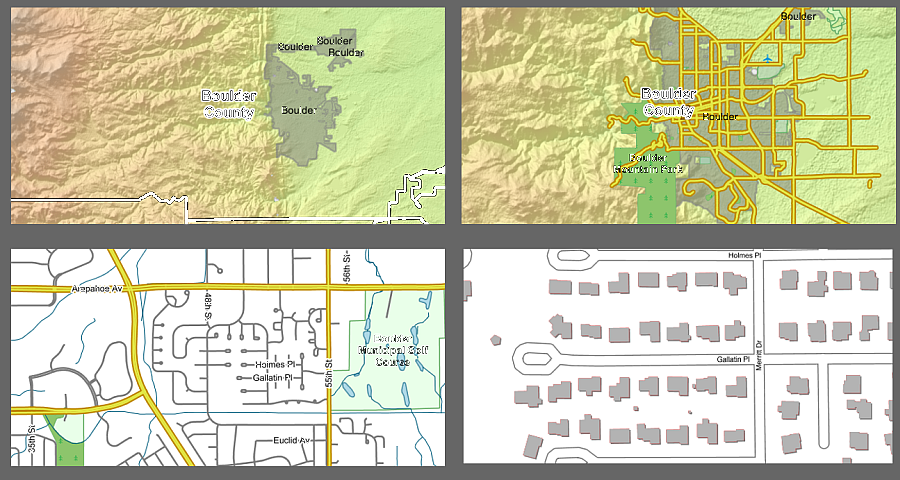 Boulder
Boulder
Boulder
Boulder
County
Boulder
Boulder
Boulder
County
Boulder
Boulder
Mountain Park
Arapahoe Av
48th St
56th St
55th St
Boulder
Municipal Golf
Course
Holmes Pl
Gallatin Pl
35th St
Euclid Av
Holmes Pl
Gallatin Pl
Merritt Dr